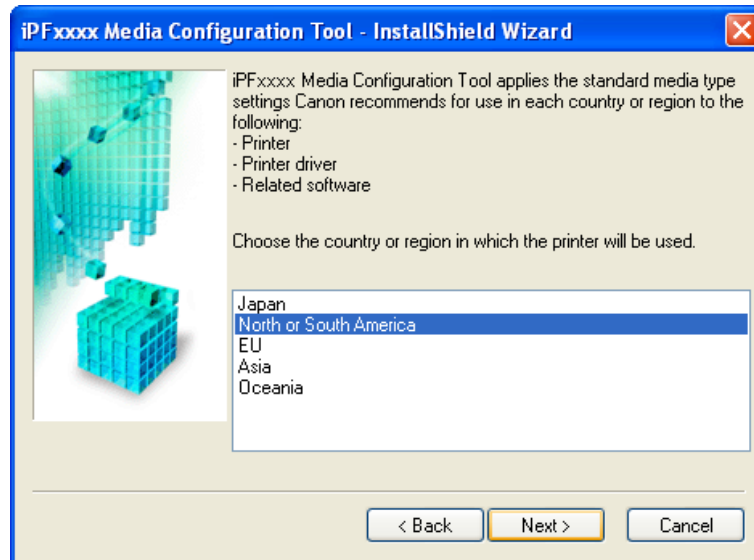 iPFxxxx Media Configuration Tool - InstallShield Wizard
iPFxxxx Media Configuration Tool applies the standard media type
settings Canon recommends for use in each country or region to the
following:
- Printer
- Printer driver
- Related software
Choose the country or region in which the printer will be used.
Japan
North or South America
EU
Asia
Oceania
< Back
Next >
Cancel